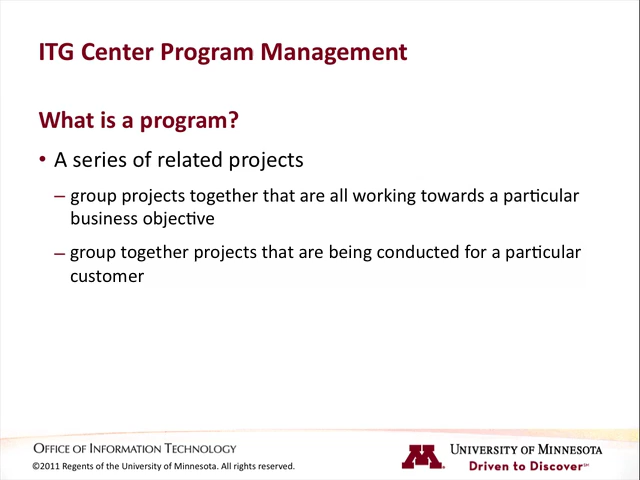 ITG Center Program Management
What is a program?
• A series of related projects
– group projects together that are all working towards a particular
business objective
– group together projects that are being conducted for a particular
customer
OFFICE OF INFORMATION TECHNOLOGY
©2011 Regents of the University of Minnesota. All rights reserved.
M
UNIVERSITY OF MINNESOTA
Driven to Discover℠